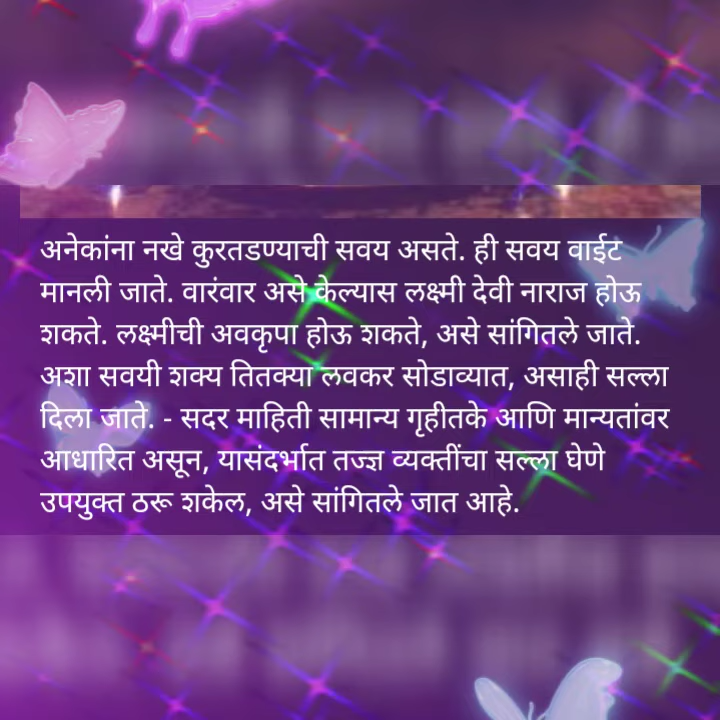 अनेकांना नखे कुरतडण्याची सवय असते. ही सवय वाईट
मानली जाते. वारंवार असे केल्यास लक्ष्मी देवी नाराज होऊ
शकते. लक्ष्मीची अवकृपा होऊ शकते, असे सांगितले जाते.
अशा सवयी शक्य तितक्या लवकर सोडाव्यात, असाही सल्ला
दिला जाते. - सदर माहिती सामान्य गृहीतके आणि मान्यतांवर
आधारित असून, यासंदर्भात तज्ज्ञ व्यक्तींचा सल्ला घेणे
उपयुक्त ठरू शकेल, असे सांगितले जात आहे.